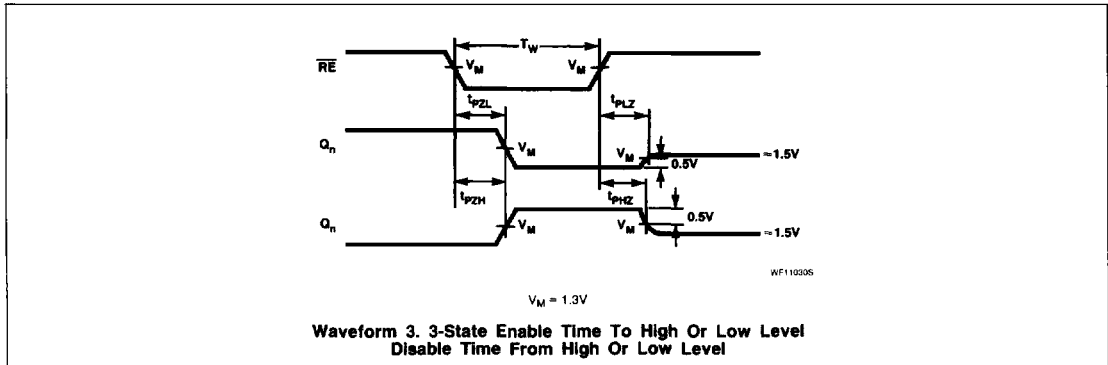 T_W
R̅E̅
V_M
V_M
t_PZL
t_PLZ
Q_n
V_M
V_M
0.5V
≈1.5V
t_PZH
t_PHZ
Q_n
V_M
V_M
0.5V
≈1.5V
WF11030S
V_M = 1.3V
Waveform 3. 3-State Enable Time To High Or Low Level
Disable Time From High Or Low Level